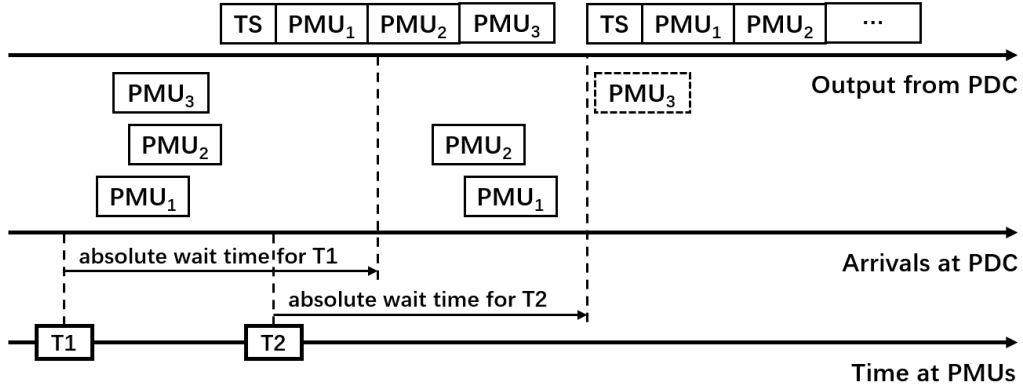 TS PMU₁ PMU₂ PMU₃ TS PMU₁ PMU₂ ...
Output from PDC
PMU₃ PMU₃
PMU₂ PMU₂
PMU₁ PMU₁
absolute wait time for T1
Arrivals at PDC
absolute wait time for T2
T1 T2
Time at PMUs